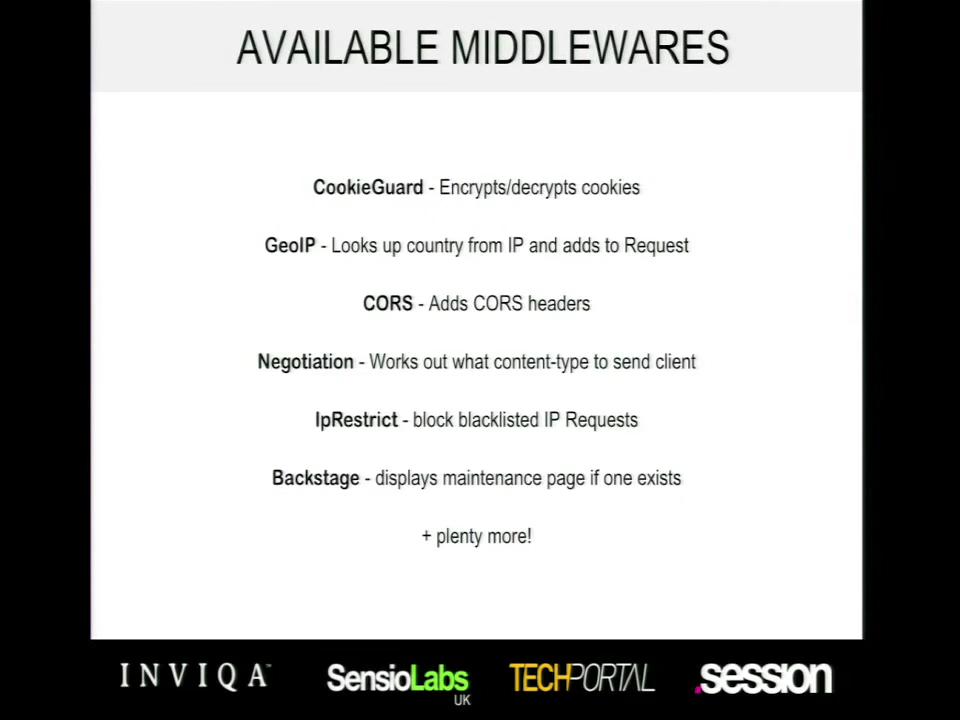 AVAILABLE MIDDLEWARES
CookieGuard - Encrypts/decrypts cookies
GeoIP - Looks up country from IP and adds to Request
CORS - Adds CORS headers
Negotiation - Works out what content-type to send client
IpRestrict - block blacklisted IP Requests
Backstage - displays maintenance page if one exists
+ plenty more!
INVIQA™ SensioLabs TECHPORTAL .session
UK